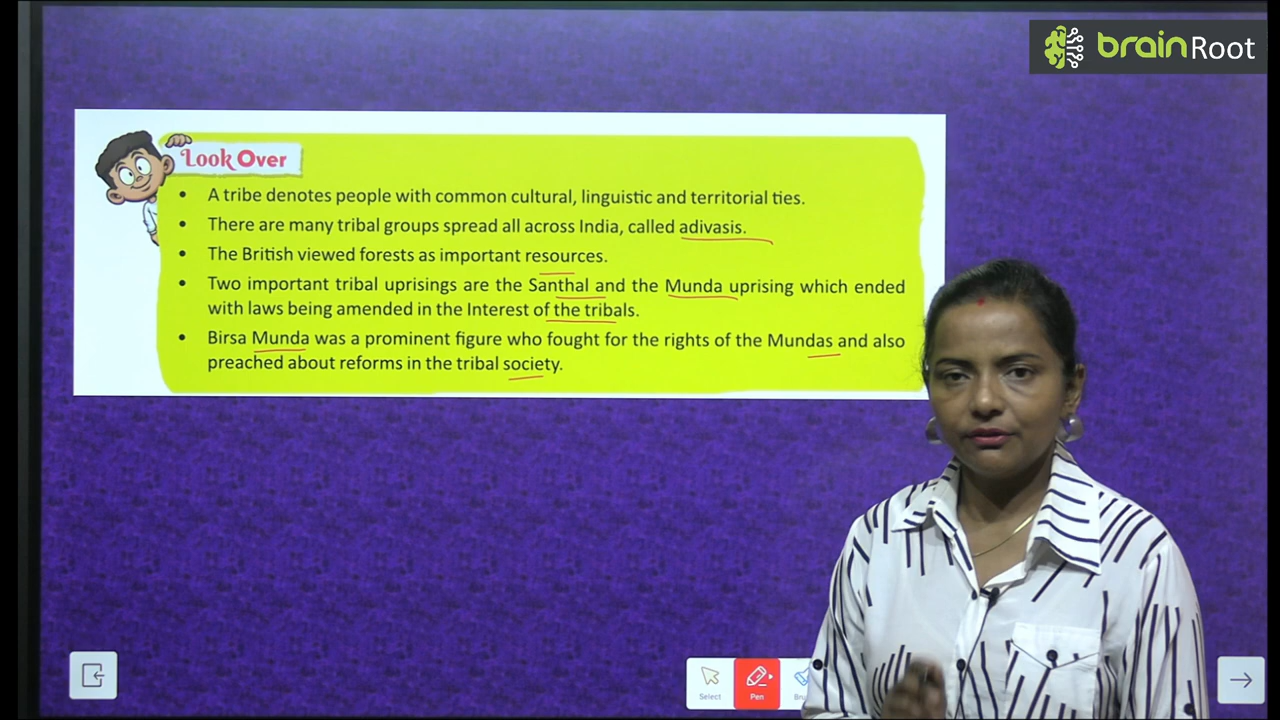 brain Root
Look Over
• A tribe denotes people with common cultural, linguistic and territorial ties.
• There are many tribal groups spread all across India, called adivasis.
• The British viewed forests as important resources.
• Two important tribal uprisings are the Santhal and the Munda uprising which ended
with laws being amended in the Interest of the tribals.
• Birsa Munda was a prominent figure who fought for the rights of the Mundas and also
preached about reforms in the tribal society.
Select
Pen